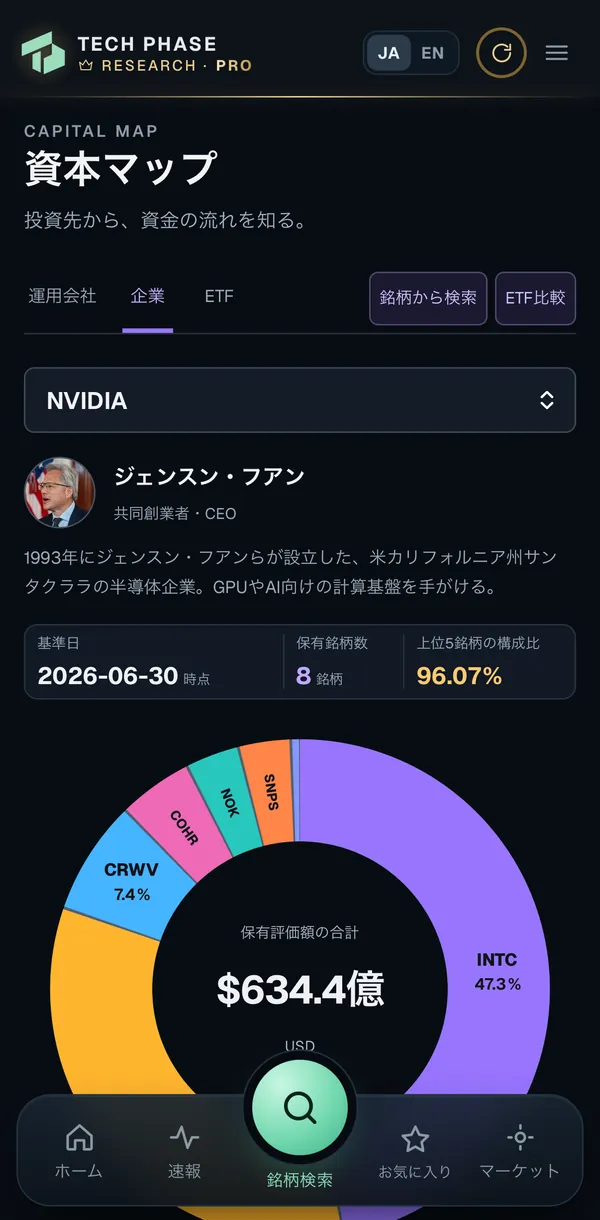 TECH PHASE
RESEARCH · PRO
JA EN
CAPITAL MAP
資本マップ
投資先から、資金の流れを知る。
運用会社 企業 ETF 銘柄から検索 ETF比較
NVIDIA
ジェンスン・フアン
共同創業者・CEO
1993年にジェンスン・フアンらが設立した、米カリフォルニア州サン
タクララの半導体企業。GPUやAI向けの計算基盤を手がける。
基準日 保有銘柄数 上位5銘柄の構成比
2026-06-30 時点 8 銘柄 96.07%
SNPS
NOK
COHR
CRWV
7.4%
保有評価額の合計
INTC
47.3%
$634.4億
USD
ホーム 速報 銘柄検索 お気に入り マーケット